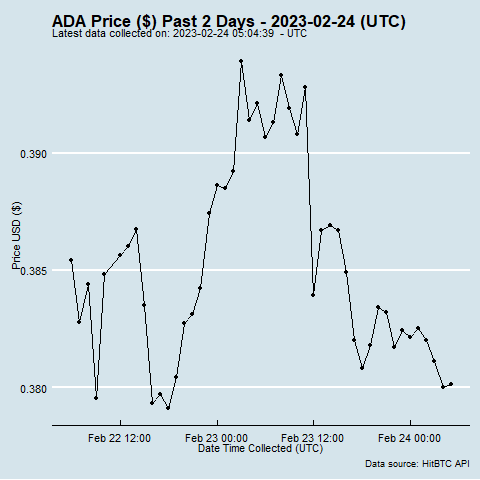 ADA Price ($) Past 2 Days - 2023-02-24 (UTC)
Latest data collected on: 2023-02-24 05:04:39 - UTC
0.390
0.385
0.380
Price USD ($)
Feb 22 12:00 Feb 23 00:00 Feb 23 12:00 Feb 24 00:00
Date Time Collected (UTC)
Data source: HitBTC API